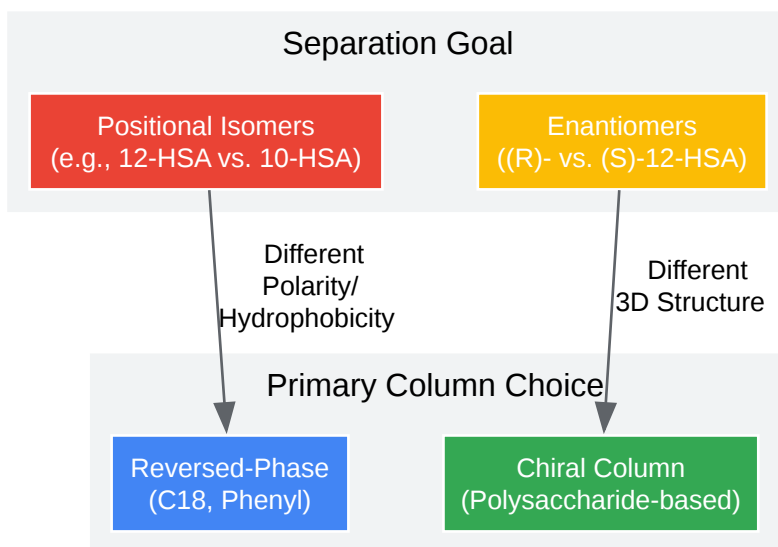 Separation Goal
Positional Isomers
(e.g., 12-HSA vs. 10-HSA)
Enantiomers
((R)- vs. (S)-12-HSA)
Different
Polarity/
Hydrophobicity
Different
3D Structure
Primary Column Choice
Reversed-Phase
(C18, Phenyl)
Chiral Column
(Polysaccharide-based)